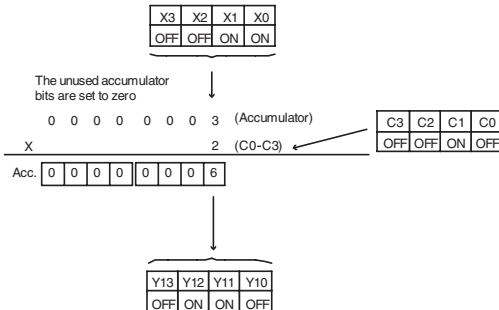 X3 X2 X1 X0
OFF OFF ON ON
The unused accumulator
bits are set to zero
0 0 0 0 0 0 0 3 (Accumulator)
X 2 (C0-C3)
C3 C2 C1 C0
OFF OFF ON OFF
Acc. 0 0 0 0 0 0 0 6
Y13 Y12 Y11 Y10
OFF ON ON OFF